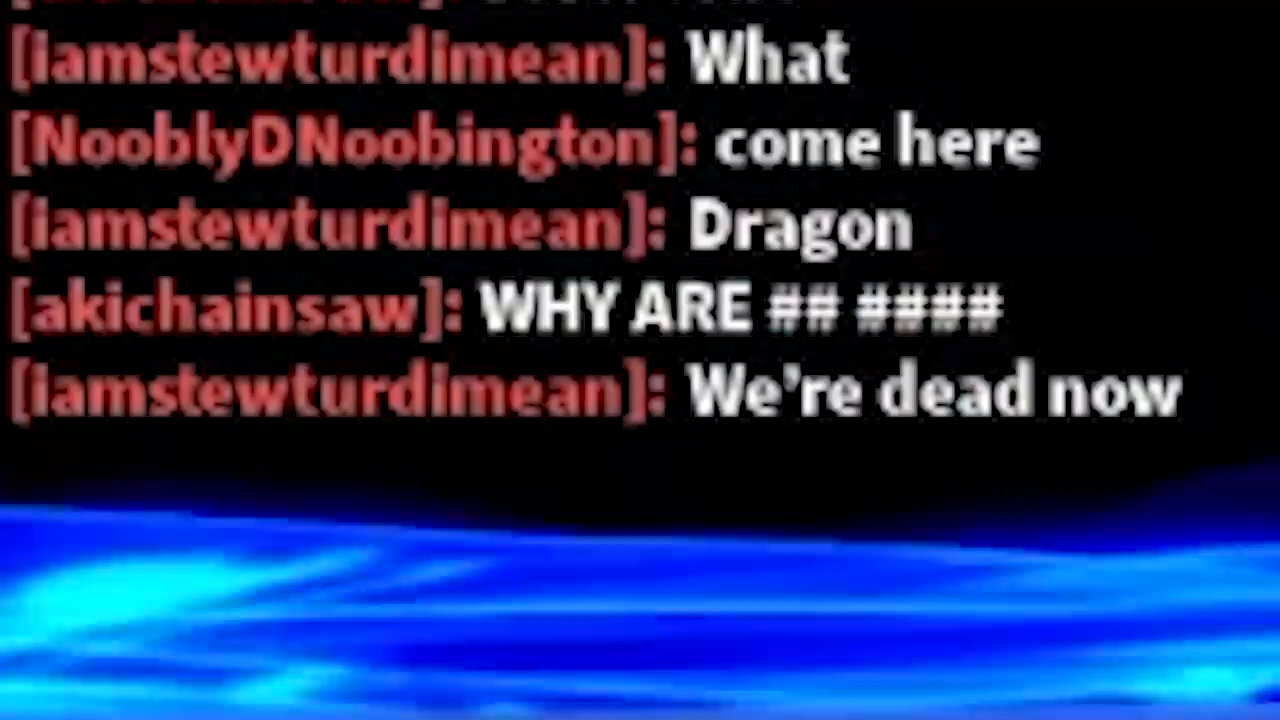 [iamstewturdimean]: What
[NooblyDNoobington]: come here
[iamstewturdimean]: Dragon
[akichainsaw]: WHY ARE ## ####
[iamstewturdimean]: We're dead now